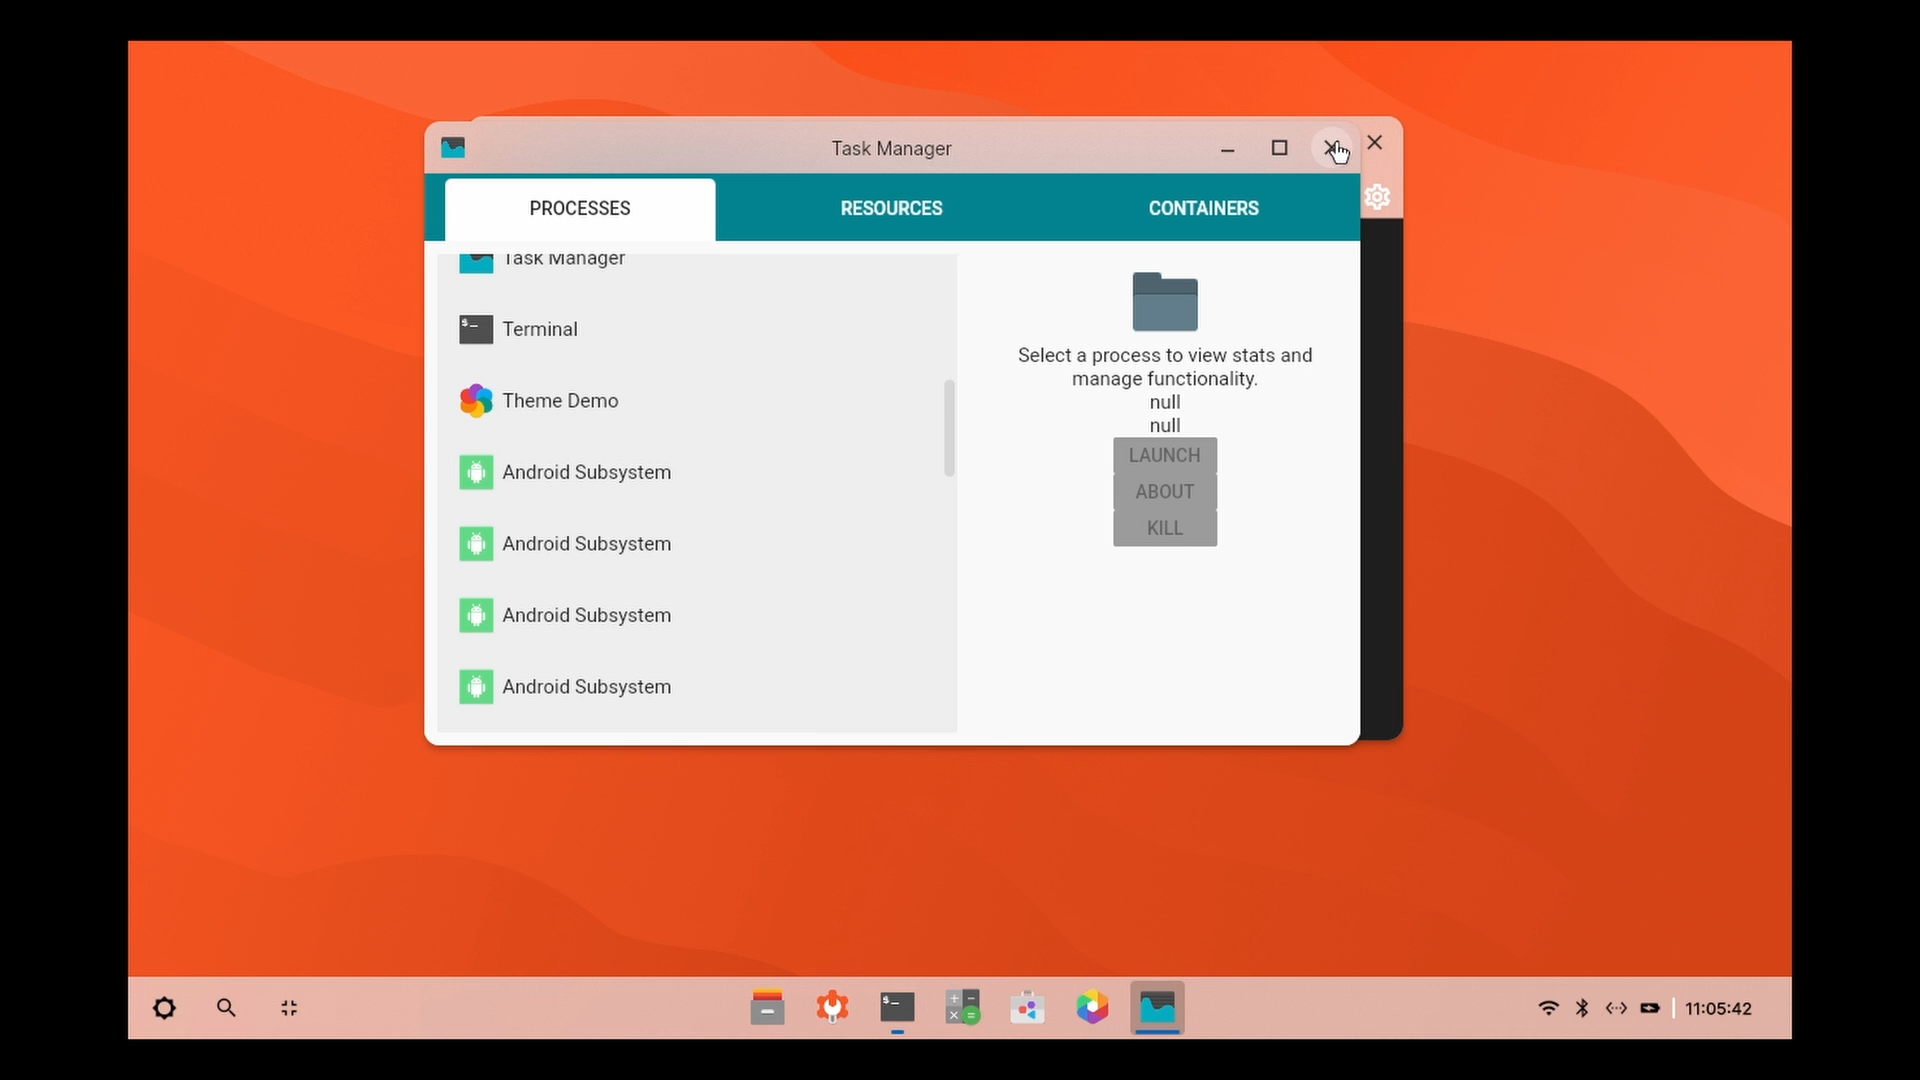 Task Manager
PROCESSES
RESOURCES
CONTAINERS
Task Manager
Terminal
Theme Demo
Android Subsystem
Android Subsystem
Android Subsystem
Android Subsystem
Select a process to view stats and
manage functionality.
null
null
LAUNCH
ABOUT
KILL
11:05:42